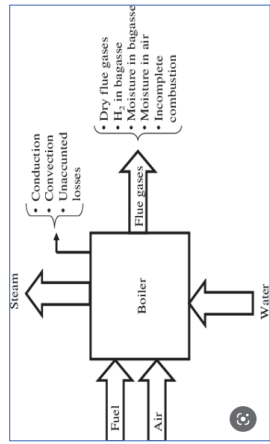 Steam
• Conduction
• Convection
• Unaccunted
losses
• Dry flue gases
• H₂ in bagasse
• Moisture in bagasse
• Moisture in air
• Incomplete
combustion
Flue gases
Boiler
Fuel
Air
Water